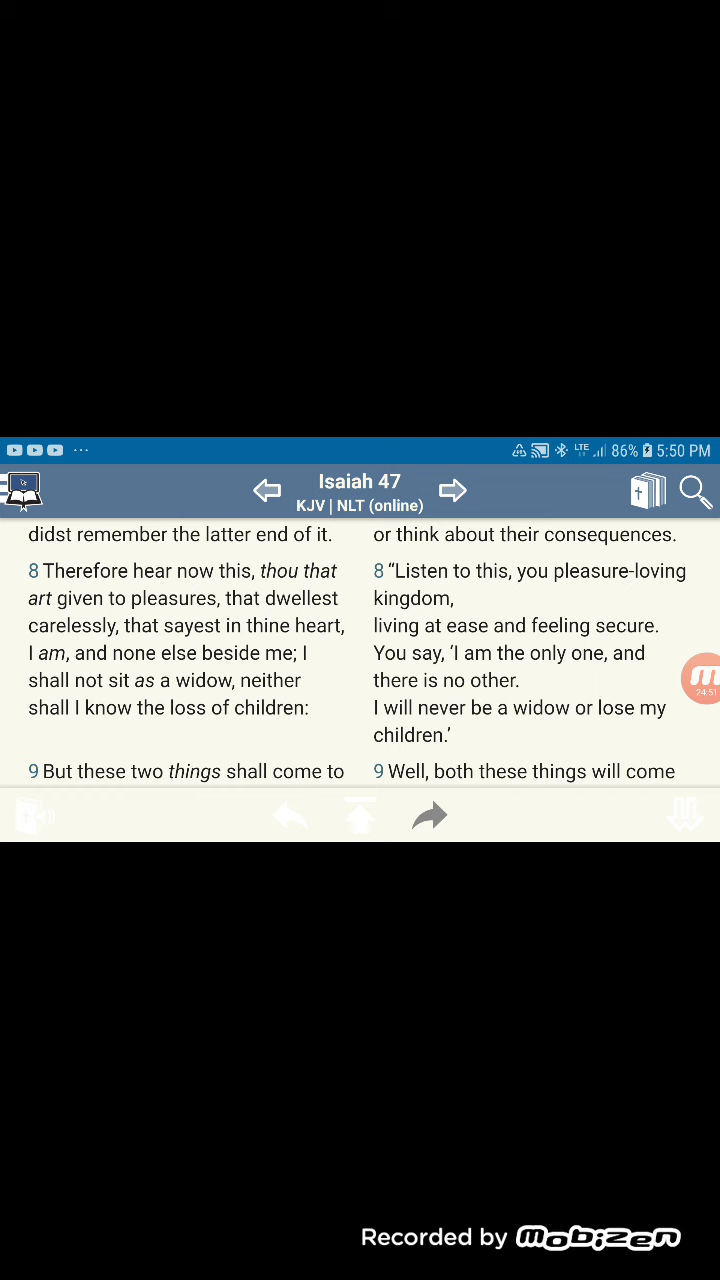 LTE 86% 5:50 PM
Isaiah 47
KJV | NLT (online)
didst remember the latter end of it.
8 Therefore hear now this, thou that
art given to pleasures, that dwellest
carelessly, that sayest in thine heart,
I am, and none else beside me; I
shall not sit as a widow, neither
shall I know the loss of children:
9 But these two things shall come to
or think about their consequences.
8 “Listen to this, you pleasure-loving
kingdom,
living at ease and feeling secure.
You say, ‘I am the only one, and
there is no other.
I will never be a widow or lose my
children.’
9 Well, both these things will come
24:51
Recorded by mobizen